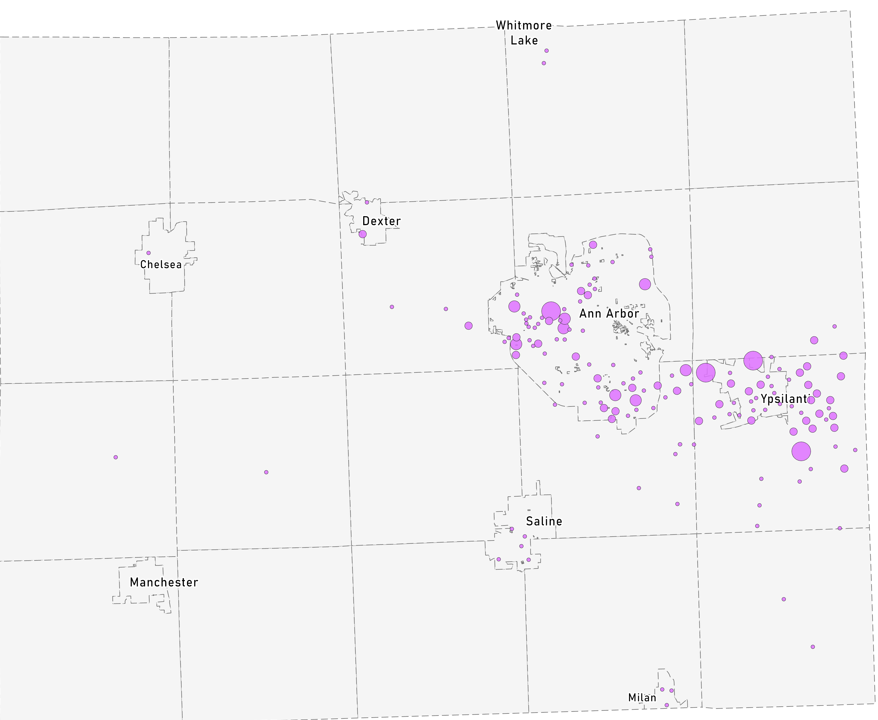 Whitmore
Lake
Dexter
Chelsea
Ann Arbor
Ypsilanti
Saline
Manchester
Milan